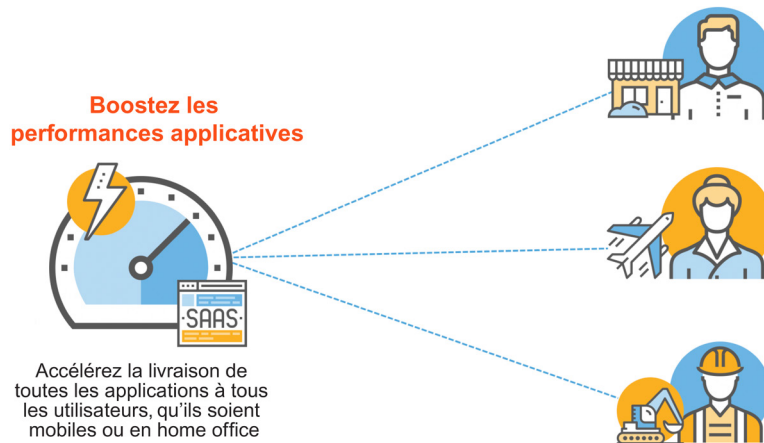 Boostez les
performances applicatives
SAAS
Accélérez la livraison de
toutes les applications à tous
les utilisateurs, qu'ils soient
mobiles ou en home office